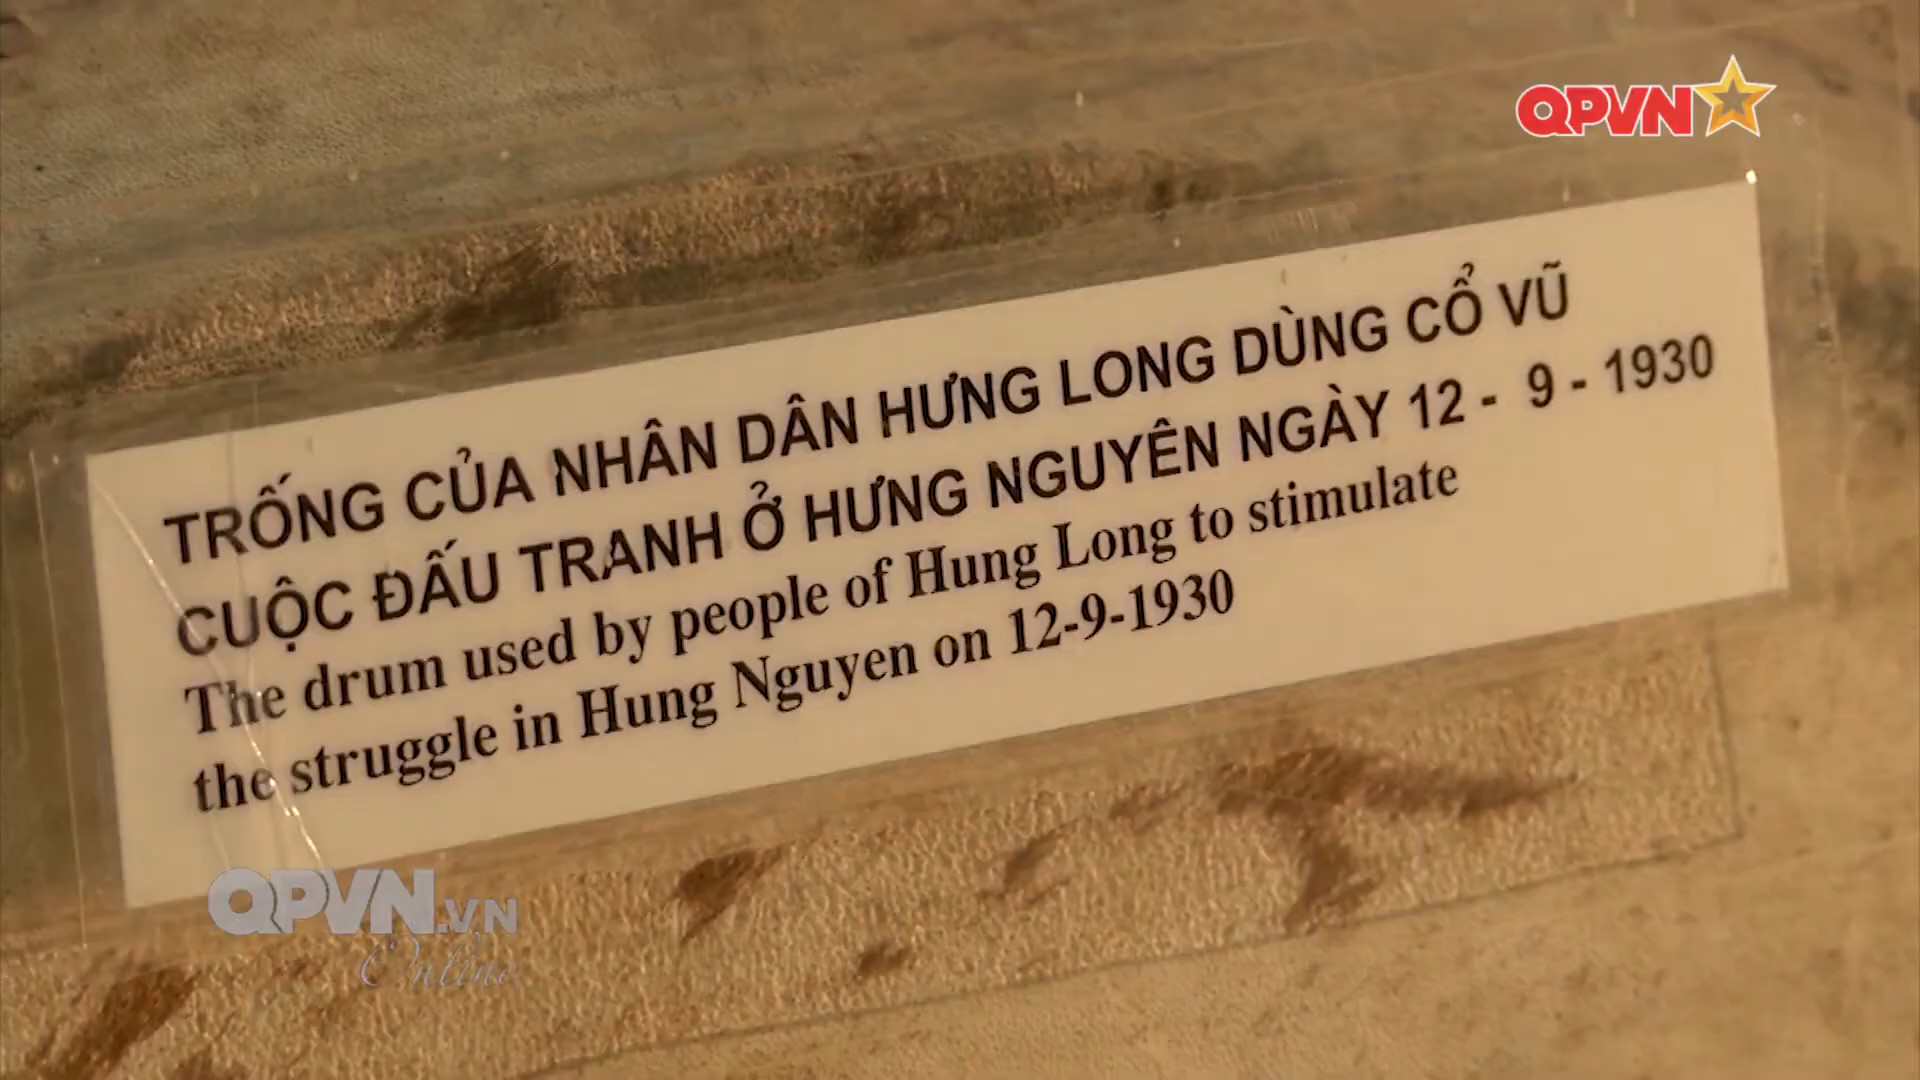 QPVN
TRỐNG CỦA NHÂN DÂN HƯNG LONG DÙNG CỔ VŨ
CUỘC ĐẤU TRANH Ở HƯNG NGUYÊN NGÀY 12 - 9 - 1930
The drum used by people of Hung Long to stimulate
the struggle in Hung Nguyen on 12-9-1930
QPVN.VN
Online